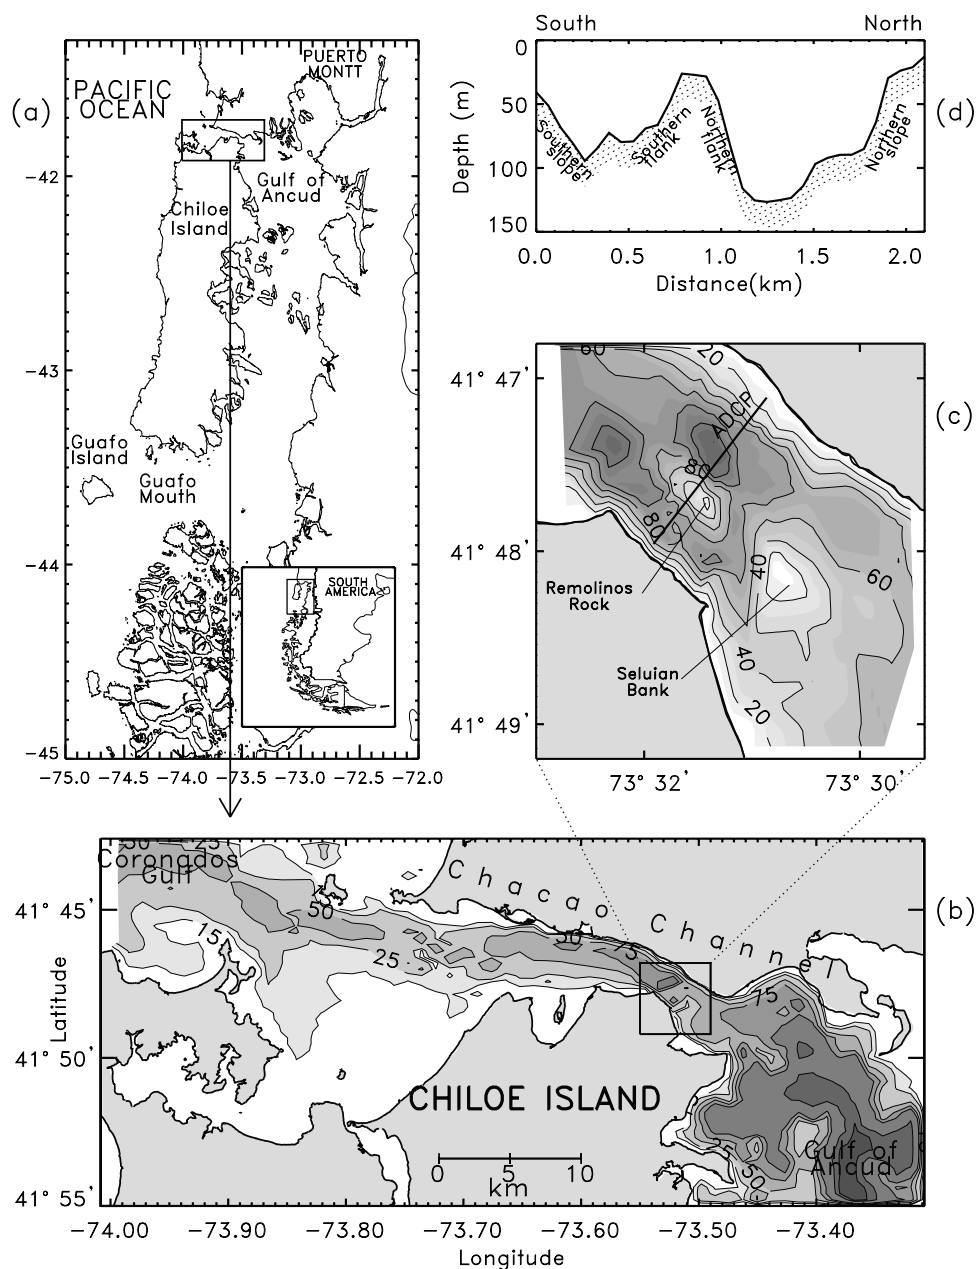 (a)
PACIFIC
OCEAN
PUERTO
MONTT
Gulf of
Ancud
Chiloe
Island
Guafo
Island
Guafo
Mouth
SOUTH
AMERICA
-42
-43
-44
-45
-75.0
-74.5
-74.0
-73.5
-73.0
-72.5
-72.0
South
North
(d)
0
50
100
150
Depth (m)
Southern
slope
Southern
flank
Northern
flank
Northern
slope
0.0
0.5
1.0
1.5
2.0
Distance(km)
(c)
41° 47'
41° 48'
41° 49'
60
20
ADCP
80
80
40
60
40
20
Remolinos
Rock
Seluian
Bank
73° 32'
73° 30'
(b)
50
25
Coronados
Gulf
Chacao Channel
15
50
25
50
75
75
25
50
CHILOE ISLAND
Gulf of
Ancud
0
5
10
km
41° 45'
41° 50'
41° 55'
Latitude
-74.00
-73.90
-73.80
-73.70
-73.60
-73.50
-73.40
Longitude